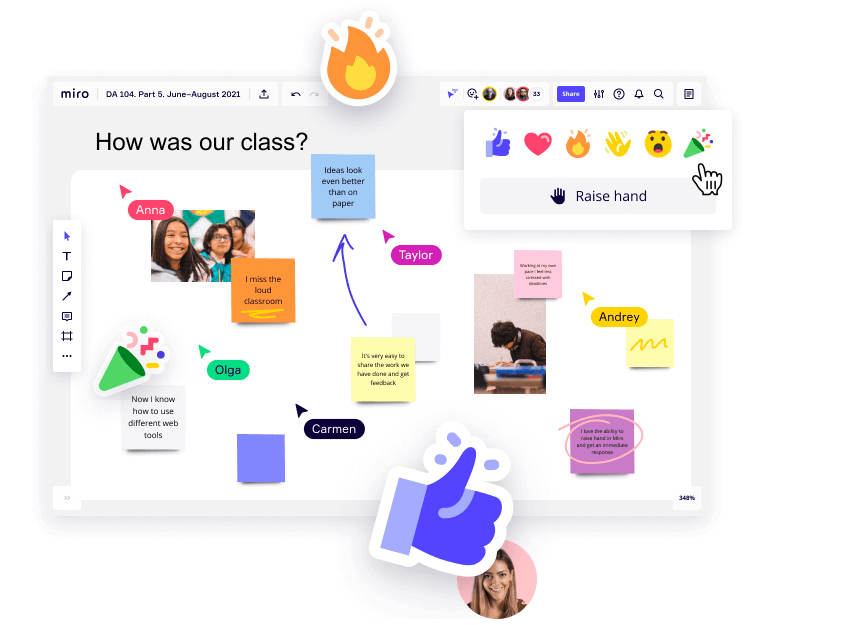 miro
DA 104. Part 5. June–August 2021
33
Share
How was our class?
Raise hand
Ideas look
even better
than on
paper
Anna
Taylor
I miss the
loud
classroom
Working at my own
pace I feel less
stressed with
deadlines
Andrey
It's very easy to
share the work we
have done and get
feedback
Olga
Now I know
how to use
different web
tools
Carmen
I love the ability to
raise hand in Miro
and get an immediate
response
348%